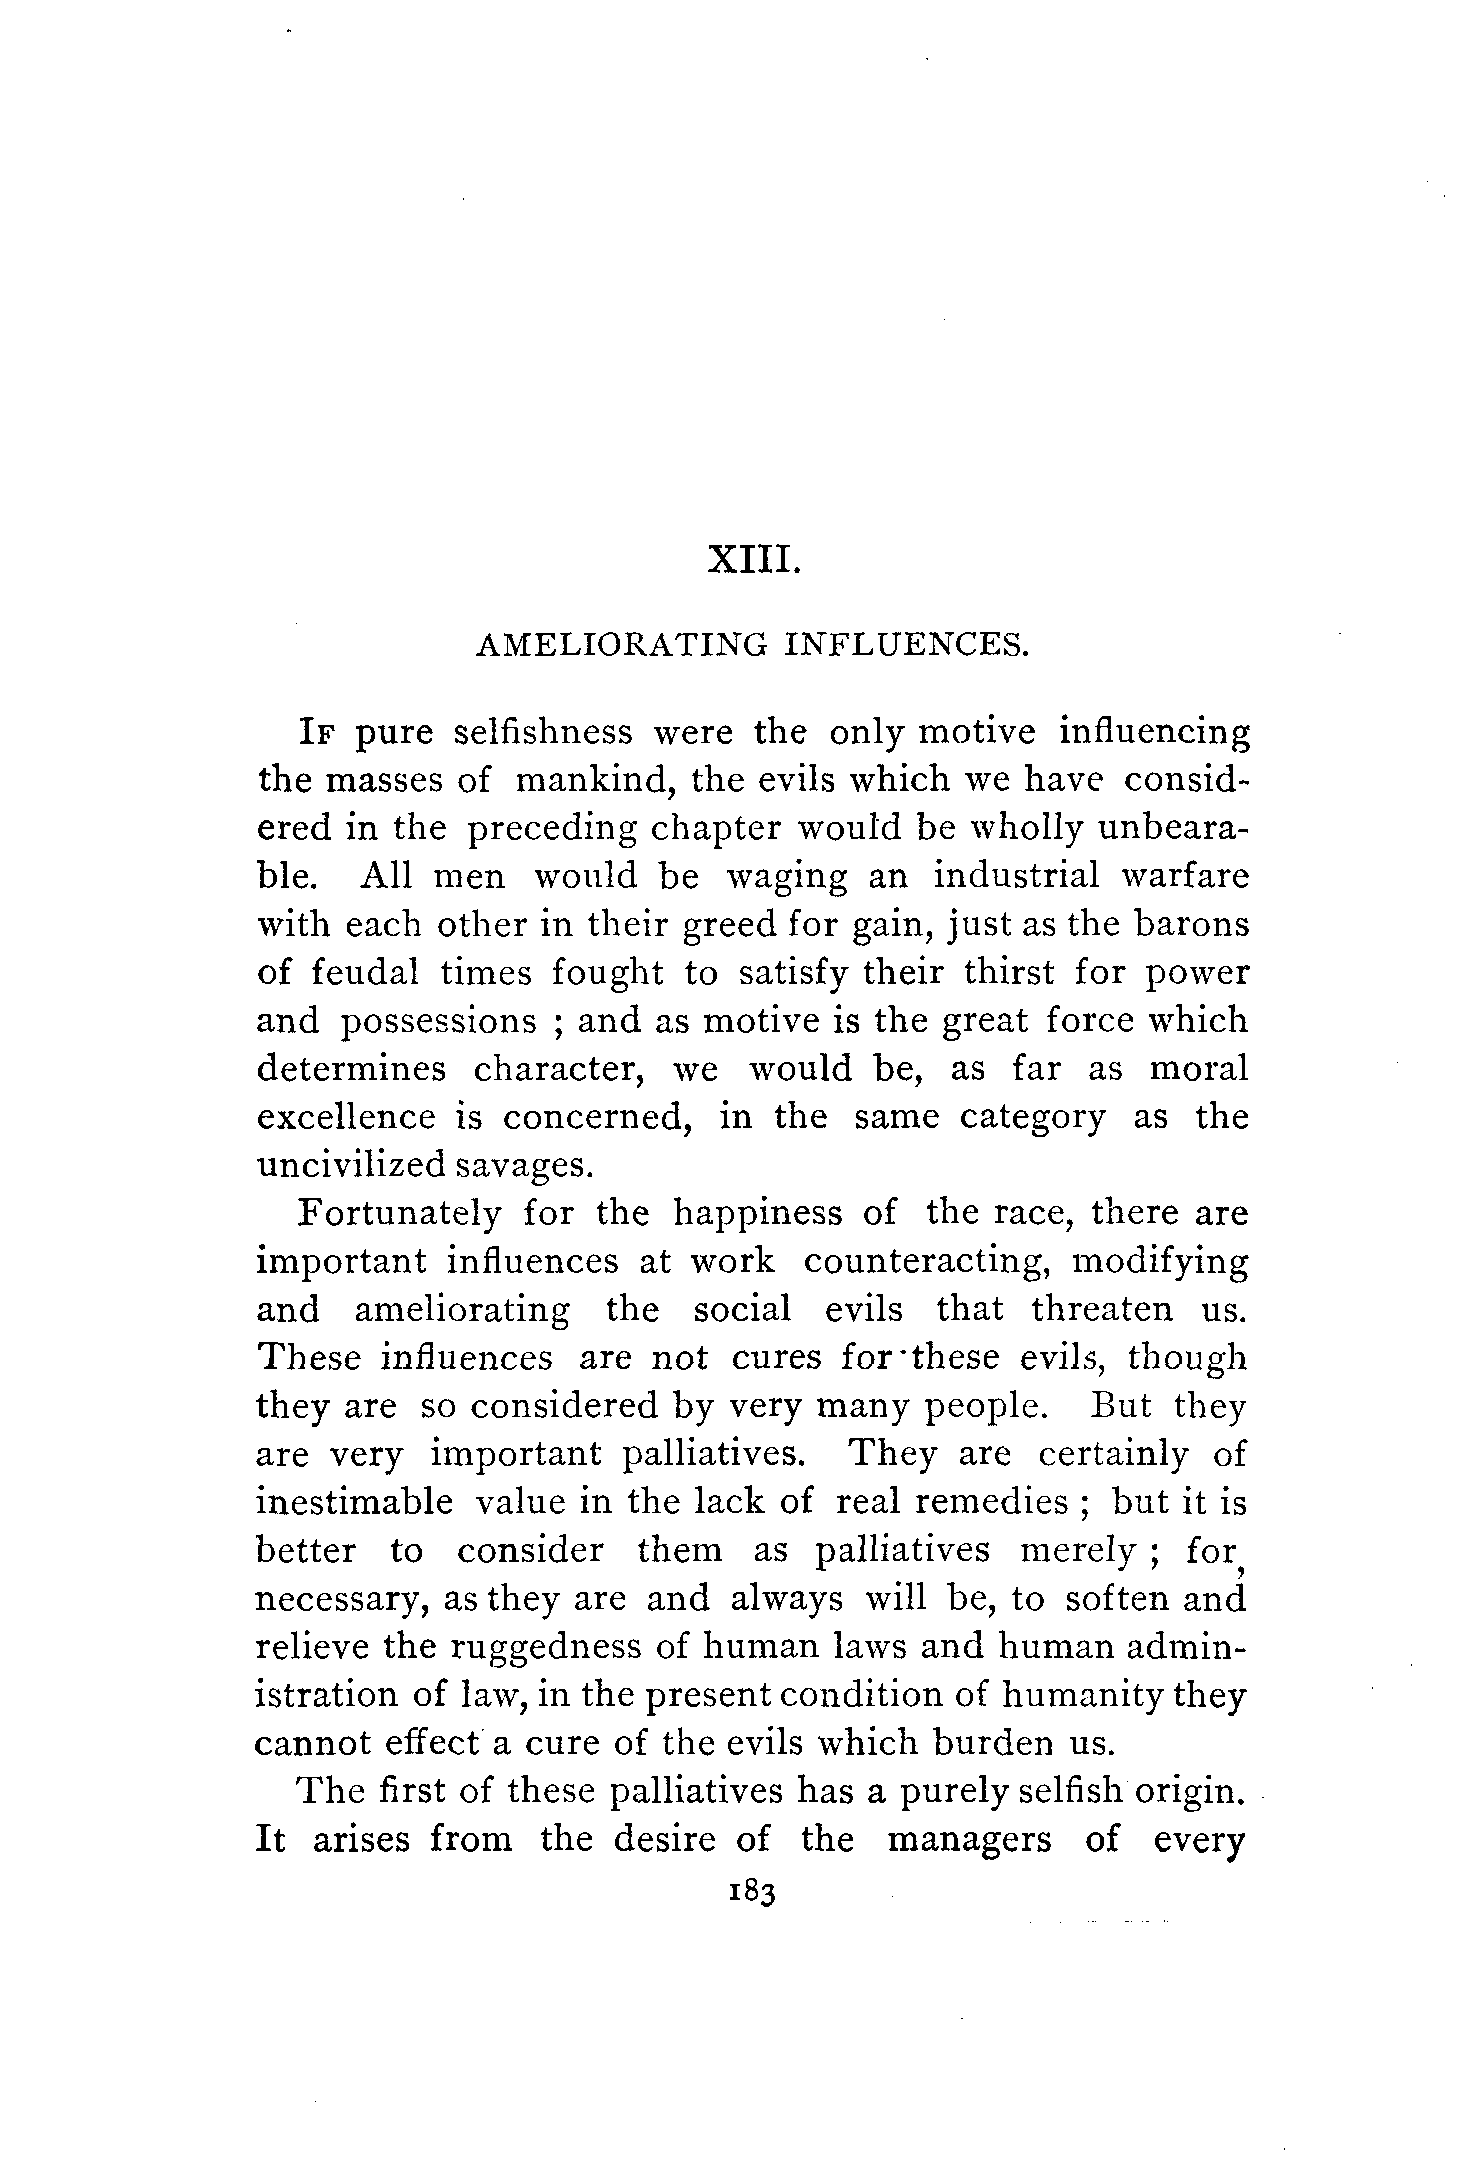 XIII.
AMELIORATING INFLUENCES.
IF pure selfishness were the only motive influencing
the masses of mankind, the evils which we have consid-
ered in the preceding chapter would be wholly unbeara-
ble. All men would be waging an industrial warfare
with each other in their greed for gain, just as the barons
of feudal times fought to satisfy their thirst for power
and possessions ; and as motive is the great force which
determines character, we would be, as far as moral
excellence is concerned, in the same category as the
uncivilized savages.
Fortunately for the happiness of the race, there are
important influences at work counteracting, modifying
and ameliorating the social evils that threaten us.
These influences are not cures for these evils, though
they are so considered by very many people. But they
are very important palliatives. They are certainly of
inestimable value in the lack of real remedies ; but it is
better to consider them as palliatives merely ; for,
necessary, as they are and always will be, to soften and
relieve the ruggedness of human laws and human admin-
istration of law, in the present condition of humanity they
cannot effect a cure of the evils which burden us.
The first of these palliatives has a purely selfish origin.
It arises from the desire of the managers of every
183